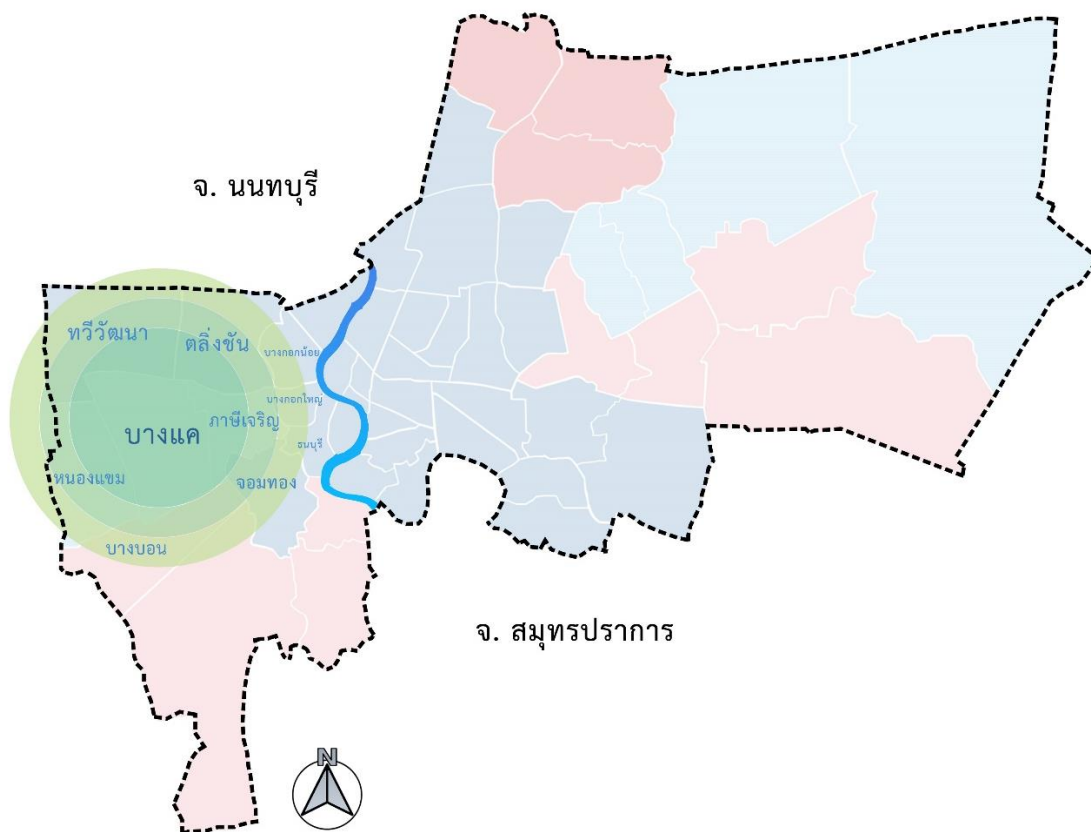 จ. นนทบุรี
ทวีวัฒนา
ตลิ่งชัน
บางกอกน้อย
บางกอกใหญ่
ภาษีเจริญ
บางแค
ธนบุรี
หนองแขม
จอมทอง
บางบอน
จ. สมุทรปราการ
N